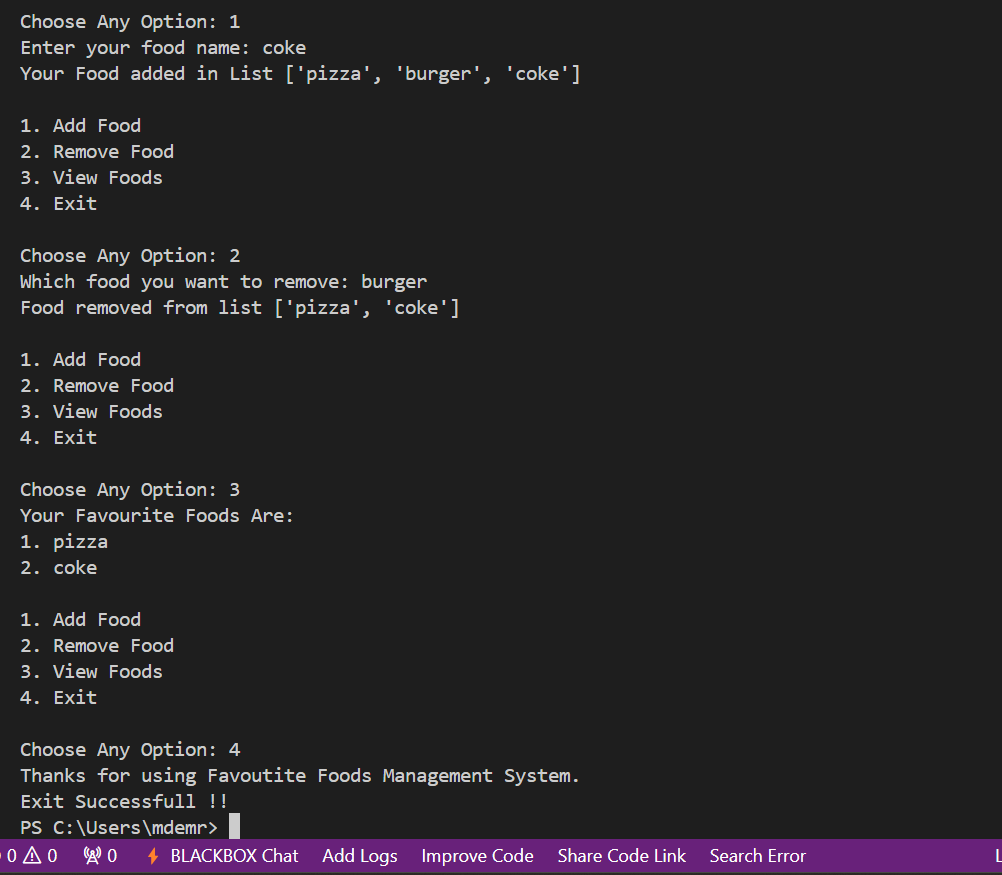 Choose Any Option: 1
Enter your food name: coke
Your Food added in List ['pizza', 'burger', 'coke']
1. Add Food
2. Remove Food
3. View Foods
4. Exit
Choose Any Option: 2
Which food you want to remove: burger
Food removed from list ['pizza', 'coke']
1. Add Food
2. Remove Food
3. View Foods
4. Exit
Choose Any Option: 3
Your Favourite Foods Are:
1. pizza
2. coke
1. Add Food
2. Remove Food
3. View Foods
4. Exit
Choose Any Option: 4
Thanks for using Favoutite Foods Management System.
Exit Successfull !!
PS C:\Users\mdemr>
0 0 0 BLACKBOX Chat Add Logs Improve Code Share Code Link Search Error L